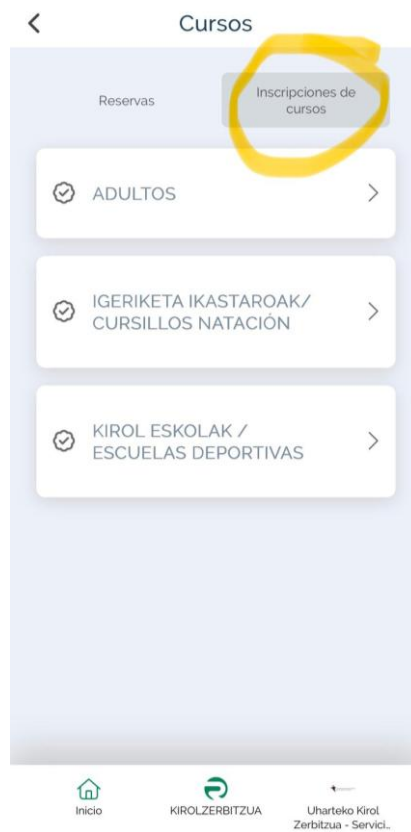 Cursos
Reservas
Inscripciones de
cursos
ADULTOS
IGERIKETA IKASTAROAK/
CURSILLOS NATACIÓN
KIROL ESKOLAK /
ESCUELAS DEPORTIVAS
Inicio
KIROLZERBITZUA
Uharteko Kirol
Zerbitzua - Servici...